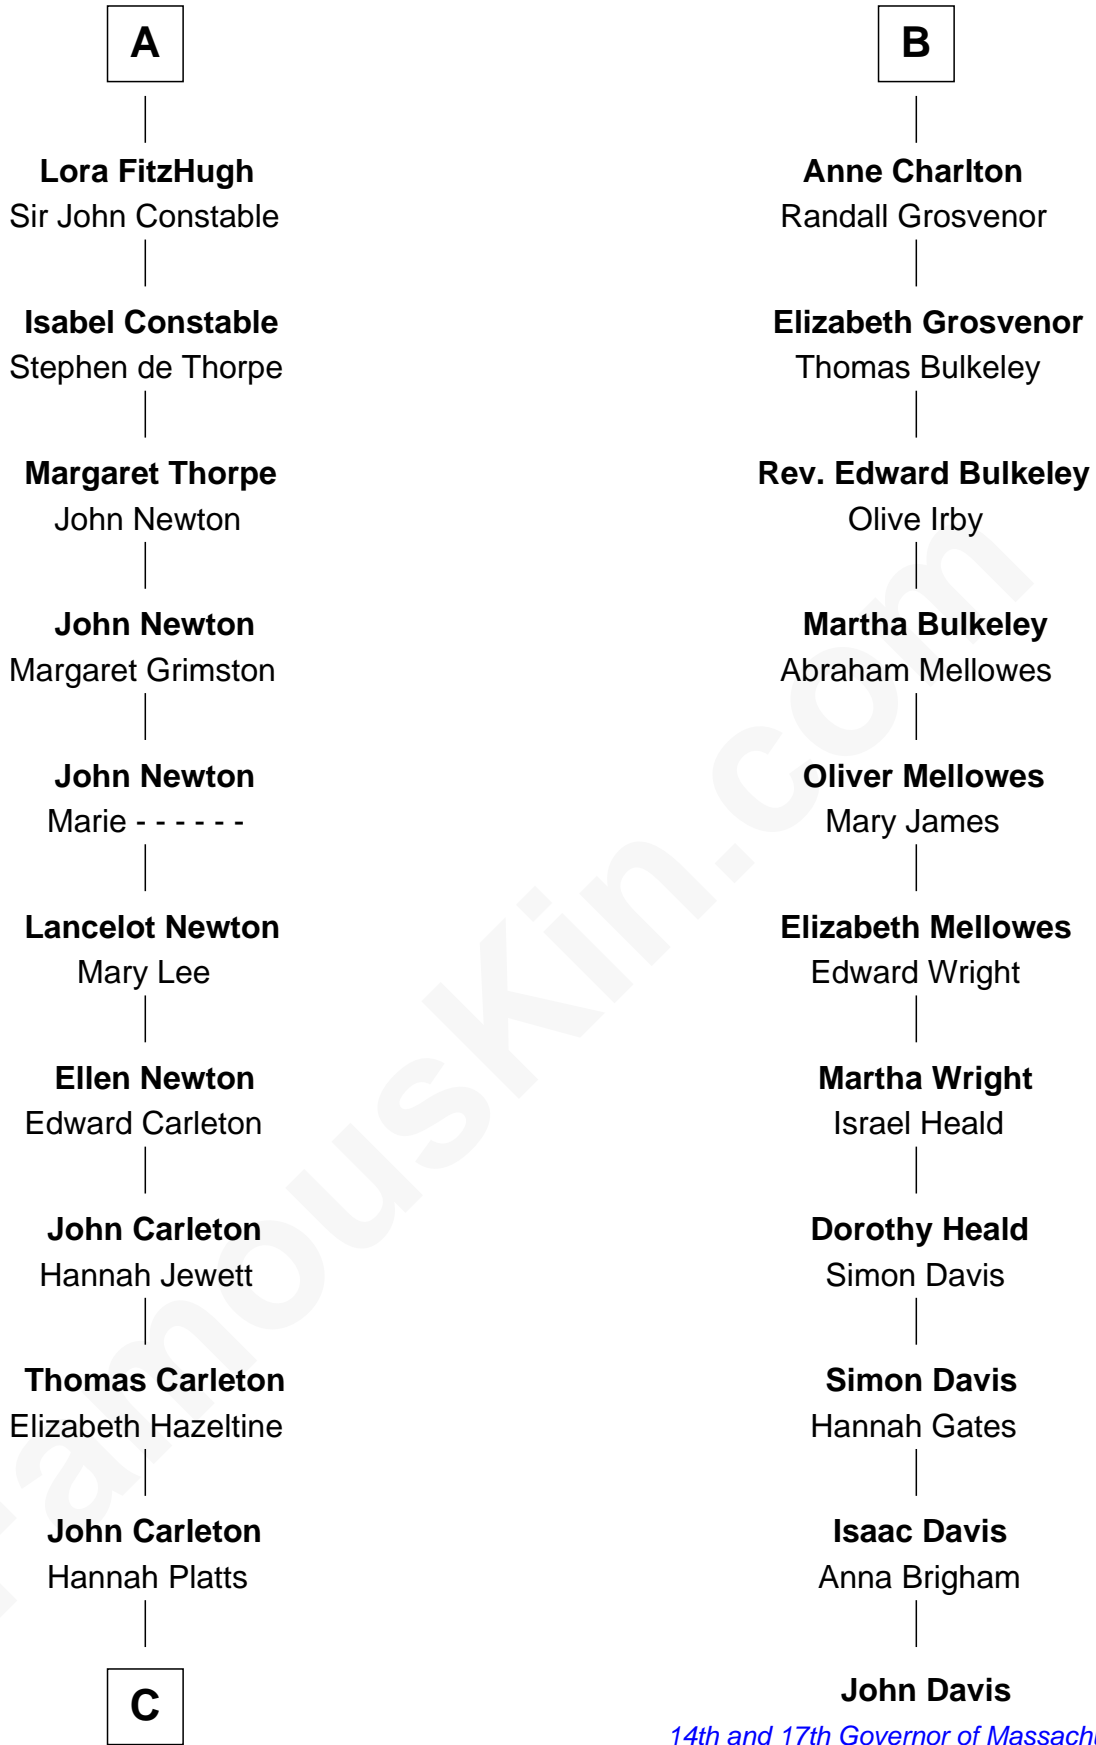 A
Lora FitzHugh
Sir John Constable
Isabel Constable
Stephen de Thorpe
Margaret Thorpe
John Newton
John Newton
Margaret Grimston
John Newton
Marie - - - - - -
Lancelot Newton
Mary Lee
Ellen Newton
Edward Carleton
John Carleton
Hannah Jewett
Thomas Carleton
Elizabeth Hazeltine
John Carleton
Hannah Platts
C
B
Anne Charlton
Randall Grosvenor
Elizabeth Grosvenor
Thomas Bulkeley
Rev. Edward Bulkeley
Olive Irby
Martha Bulkeley
Abraham Mellowes
Oliver Mellowes
Mary James
Elizabeth Mellowes
Edward Wright
Martha Wright
Israel Heald
Dorothy Heald
Simon Davis
Simon Davis
Hannah Gates
Isaac Davis
Anna Brigham
John Davis
14th and 17th Governor of Massachu
FamousKin.com